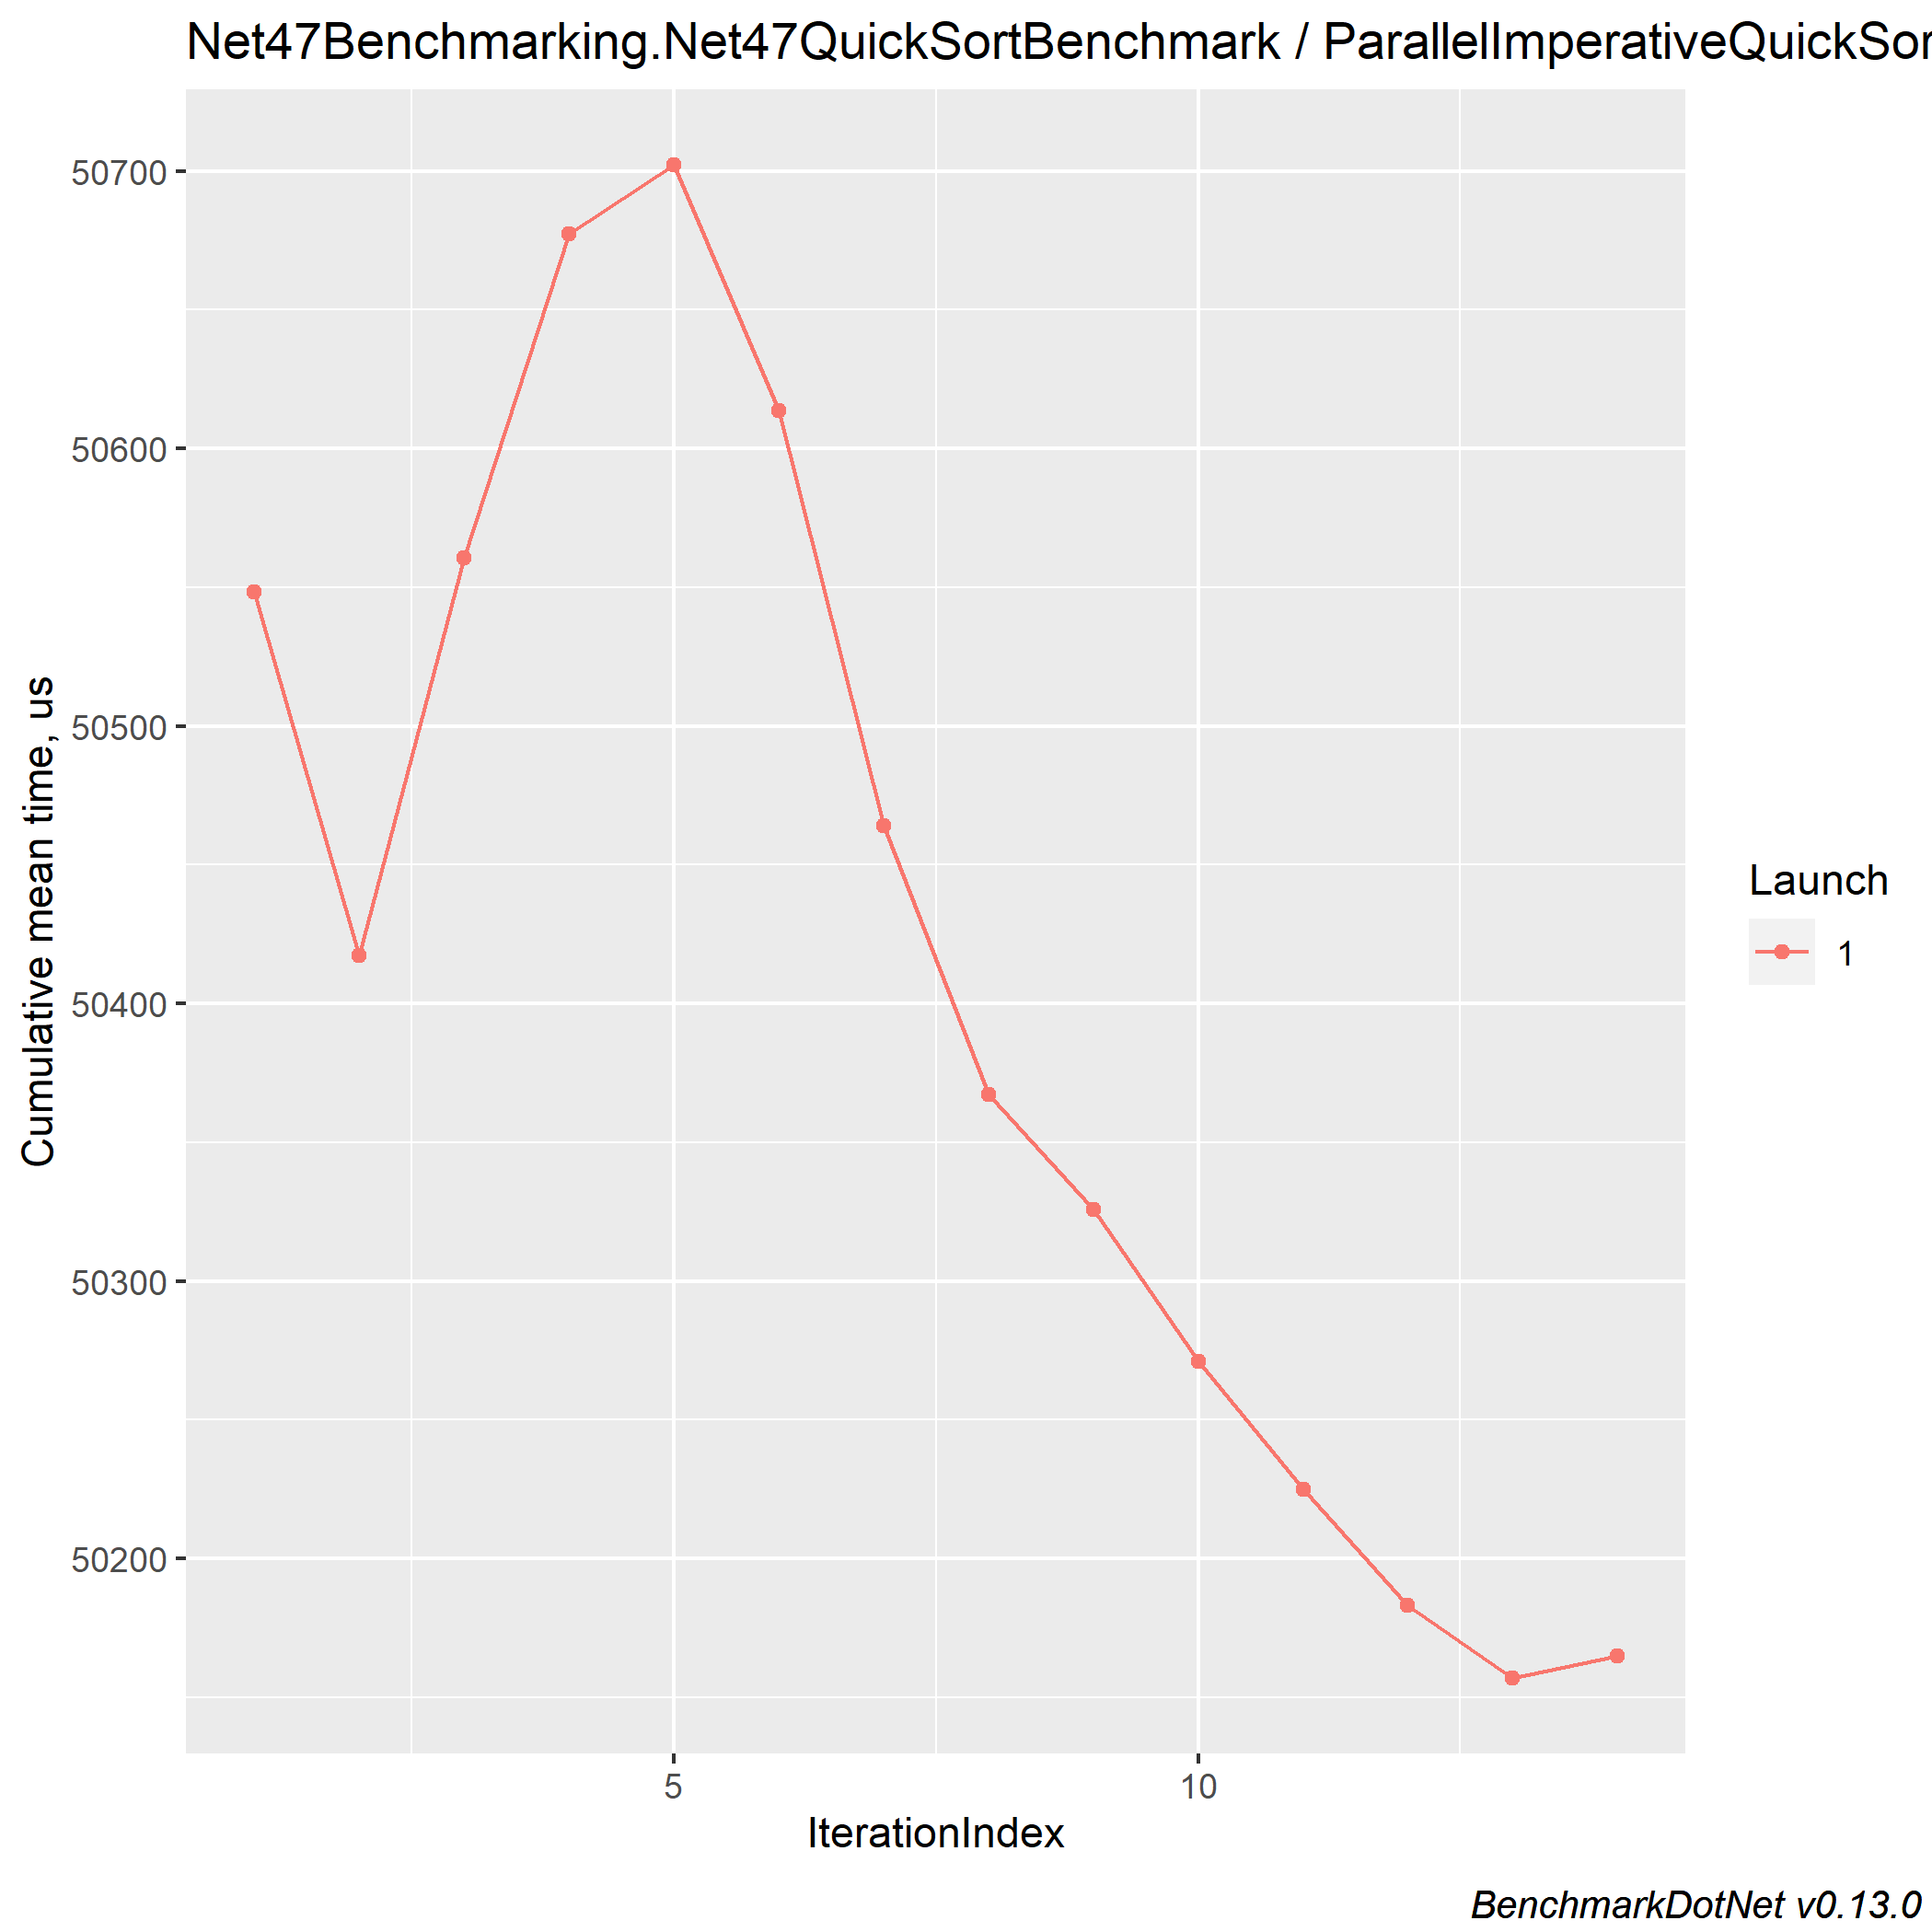 Net47Benchmarking.Net47QuickSortBenchmark / ParallelImperativeQuickSor
50700
50600
50500
50400
50300
50200
Cumulative mean time, us
5
10
IterationIndex
Launch
1
BenchmarkDotNet v0.13.0